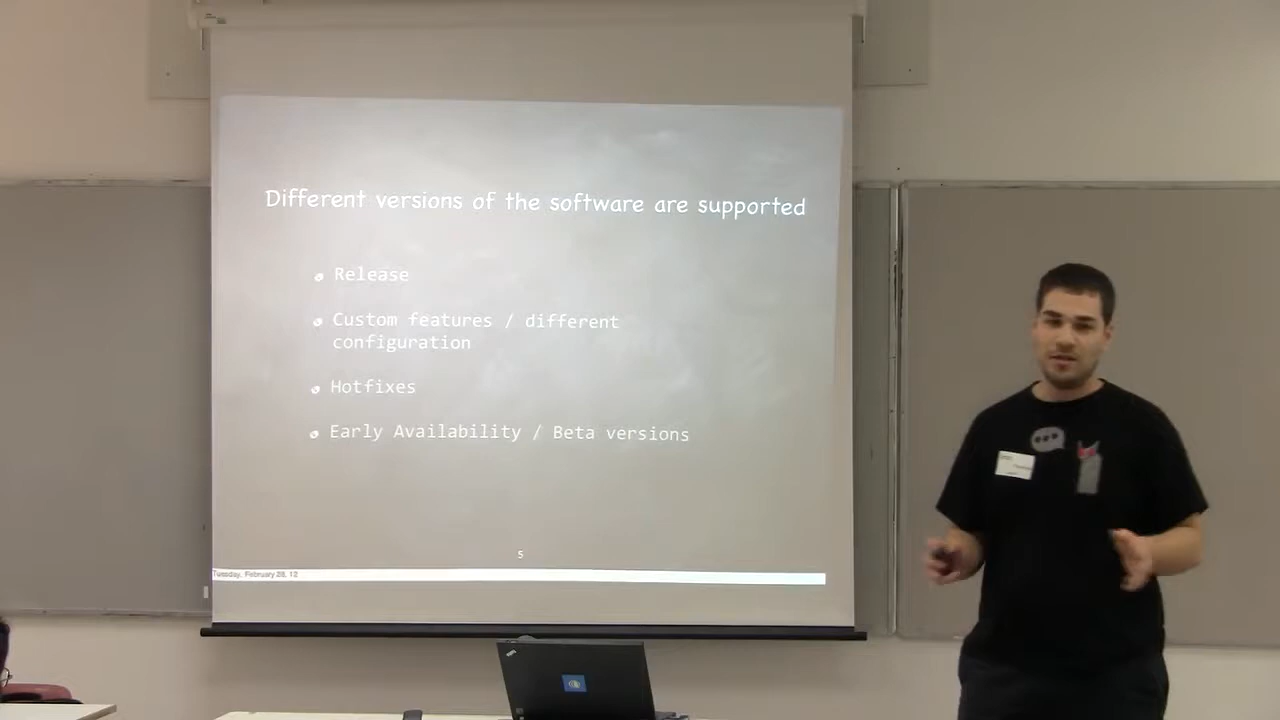 Different versions of the software are supported
Release
Custom features / different
configuration
Hotfixes
Early Availability / Beta versions
5
Tuesday, February 28, 12